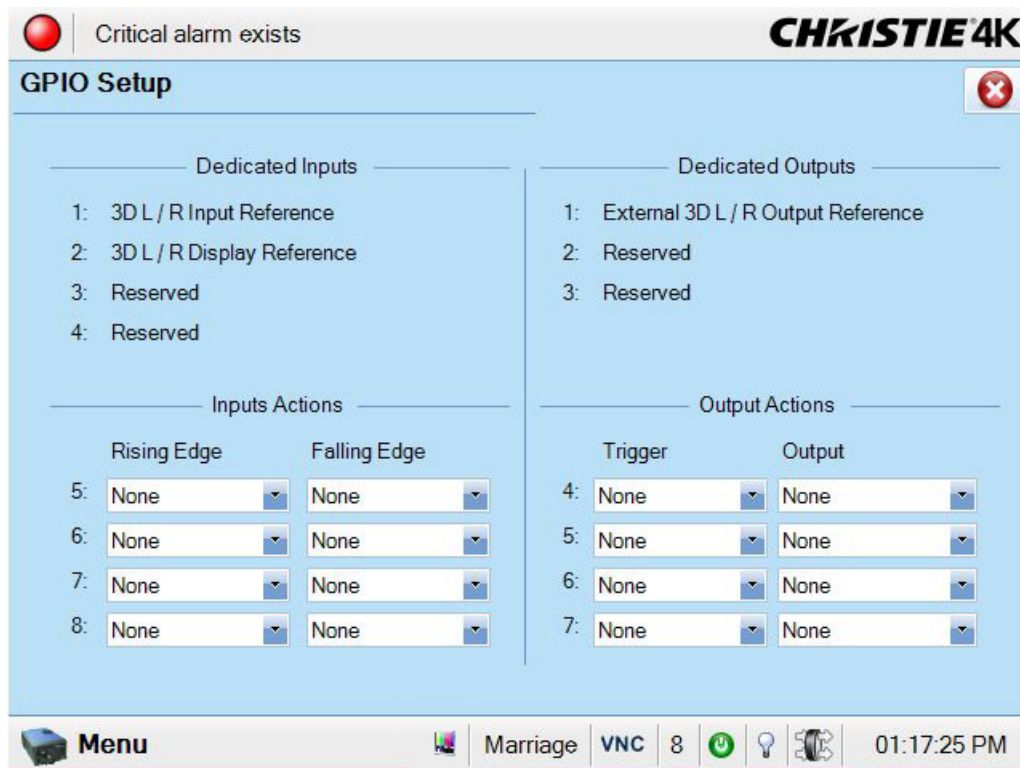 Critical alarm exists
CHRISTIE 4K
GPIO Setup
Dedicated Inputs
1: 3D L / R Input Reference
2: 3D L / R Display Reference
3: Reserved
4: Reserved
Dedicated Outputs
1: External 3D L / R Output Reference
2: Reserved
3: Reserved
Inputs Actions
Rising Edge Falling Edge
5: None None
6: None None
7: None None
8: None None
Output Actions
Trigger Output
4: None None
5: None None
6: None None
7: None None
Menu Marriage VNC 8 01:17:25 PM